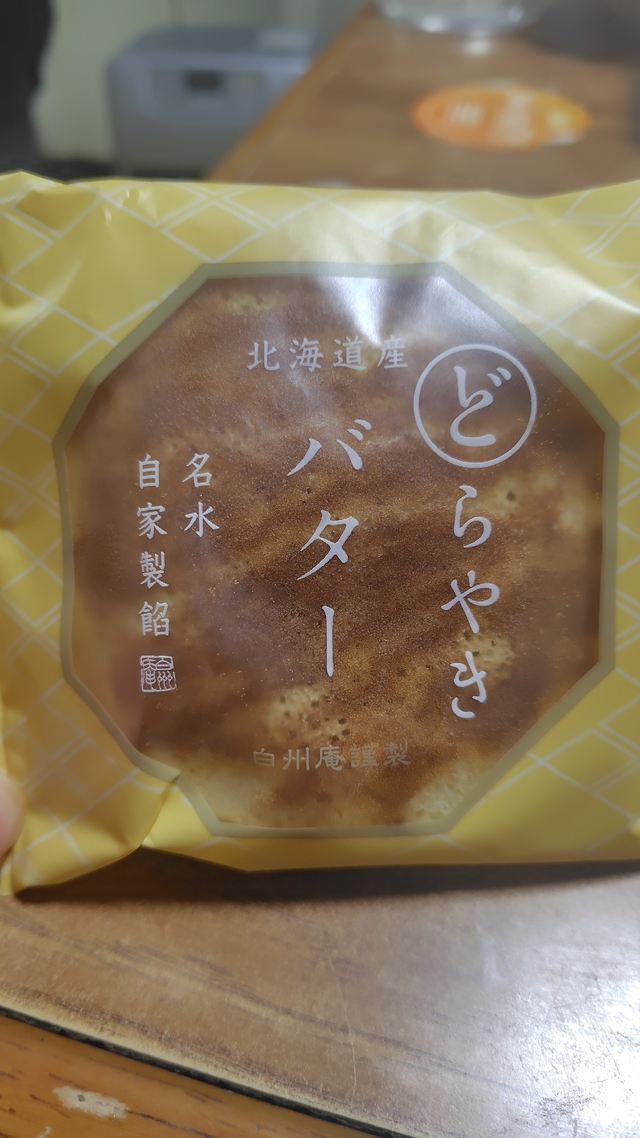 どらやき
北海道産
バター
名水
自家製餡
白州庵謹製